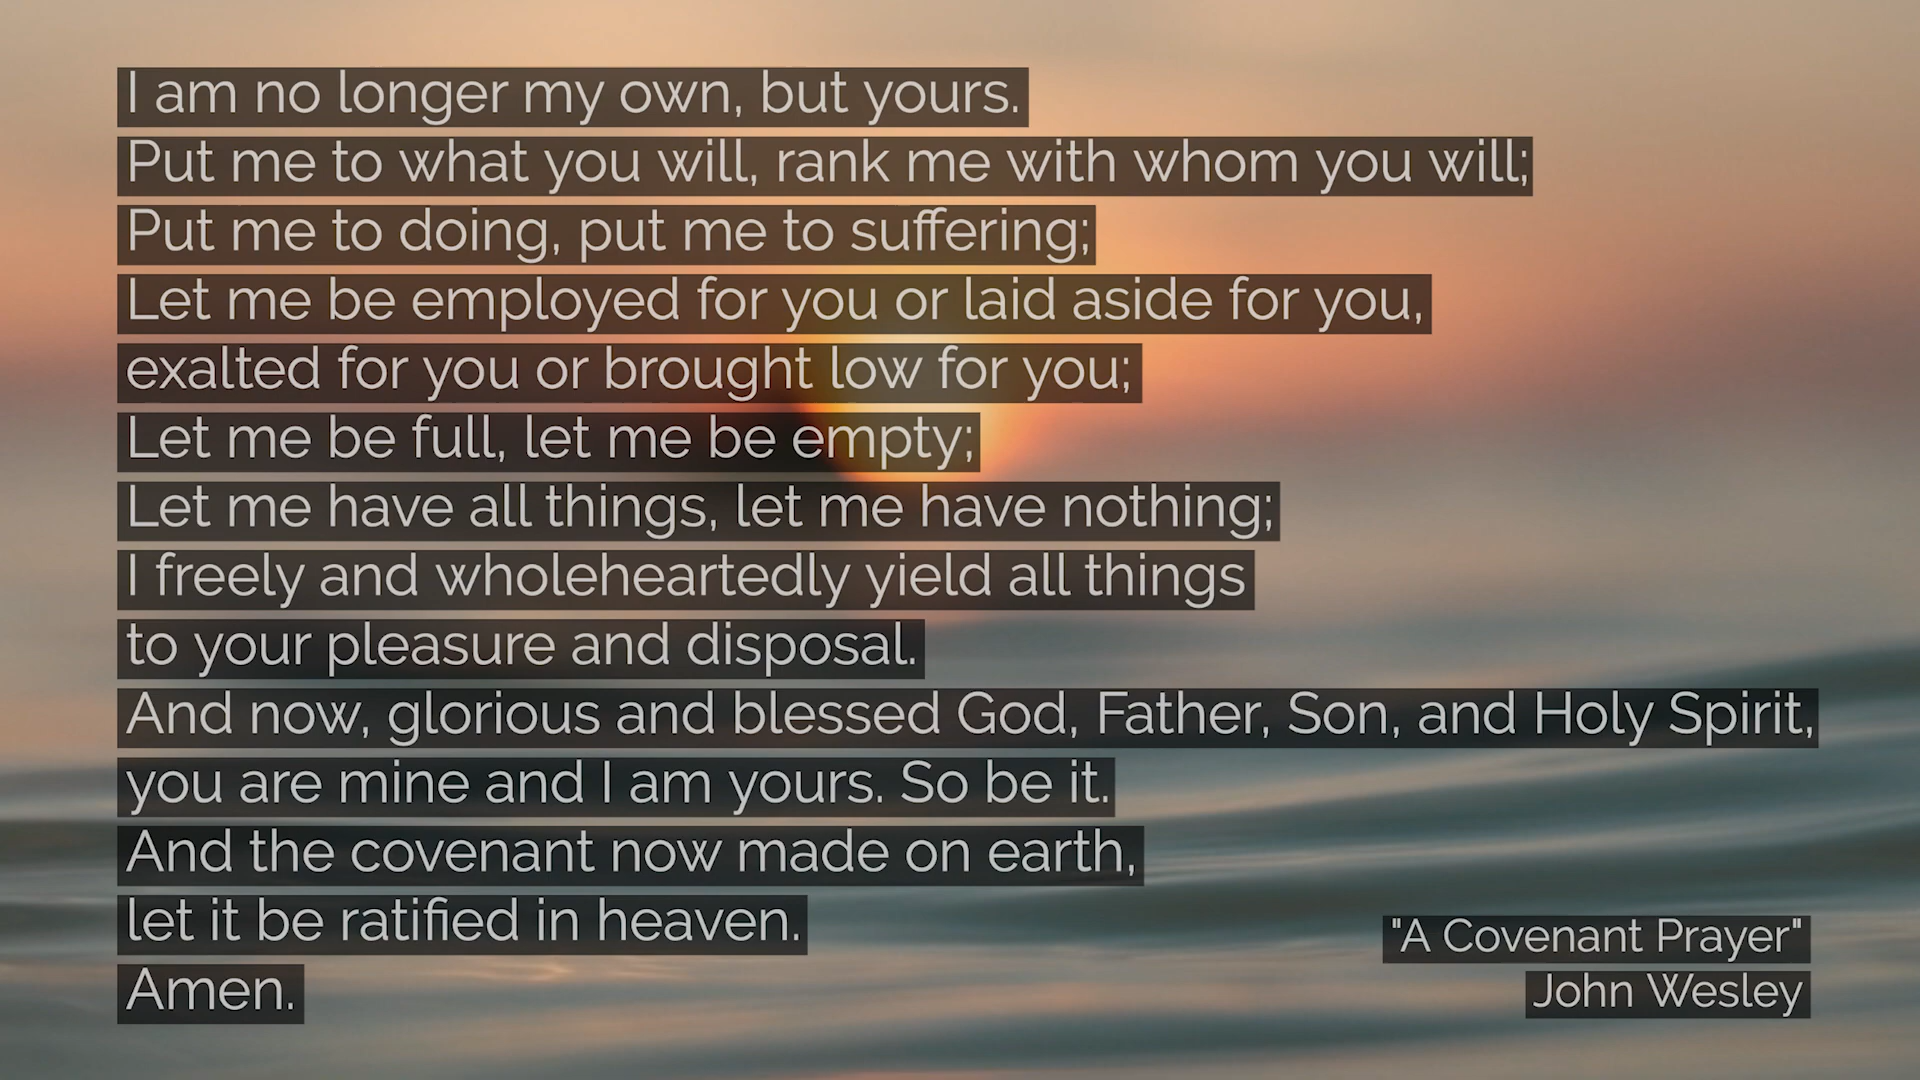 I am no longer my own, but yours.
Put me to what you will, rank me with whom you will;
Put me to doing, put me to suffering;
Let me be employed for you or laid aside for you,
exalted for you or brought low for you;
Let me be full, let me be empty;
Let me have all things, let me have nothing;
I freely and wholeheartedly yield all things
to your pleasure and disposal.
And now, glorious and blessed God, Father, Son, and Holy Spirit,
you are mine and I am yours. So be it.
And the covenant now made on earth,
let it be ratified in heaven.
Amen.
"A Covenant Prayer"
John Wesley